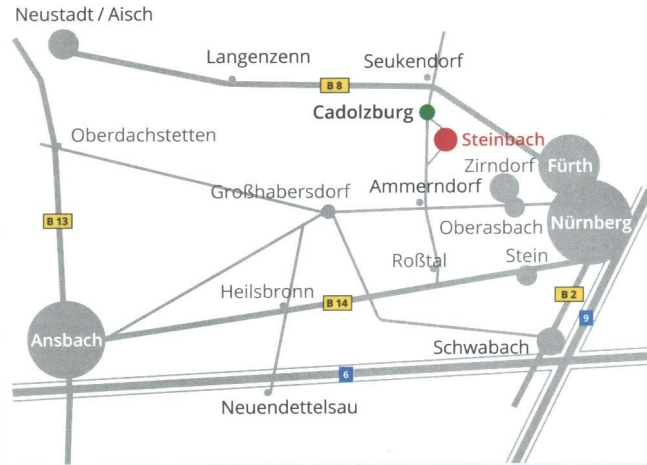 Neustadt / Aisch
Langenzenn
Seukendorf
B 8
Cadolzburg
Oberdachstetten
Steinbach
Zirndorf
Fürth
Großhabersdorf
Ammerndorf
B 13
Oberasbach
Nürnberg
Roßtal
Stein
Heilsbronn
B 14
B 2
9
Ansbach
Schwabach
6
Neuendettelsau